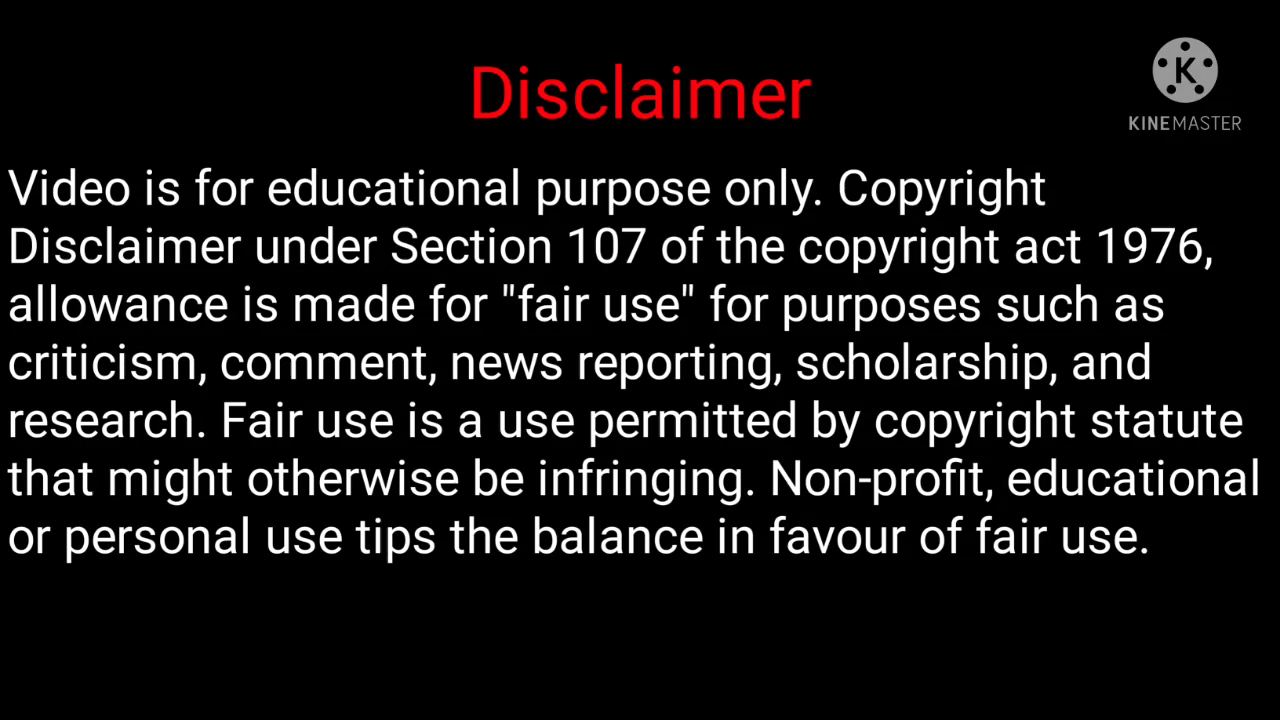 Disclaimer
K
KINEMASTER
Video is for educational purpose only. Copyright
Disclaimer under Section 107 of the copyright act 1976,
allowance is made for "fair use" for purposes such as
criticism, comment, news reporting, scholarship, and
research. Fair use is a use permitted by copyright statute
that might otherwise be infringing. Non-profit, educational
or personal use tips the balance in favour of fair use.